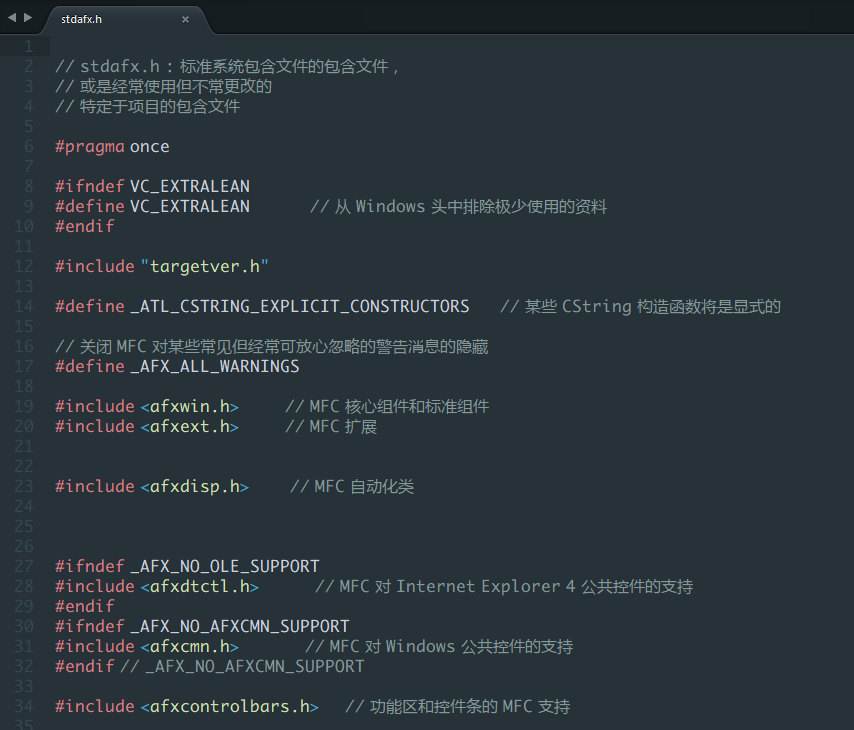 stdafx.h
1
2 // stdafx.h : 标准系统包含文件的包含文件，
3 // 或是经常使用但不常更改的
4 // 特定于项目的包含文件
5
6 #pragma once
7
8 #ifndef VC_EXTRALEAN
9 #define VC_EXTRALEAN // 从 Windows 头中排除极少使用的资料
10 #endif
11
12 #include "targetver.h"
13
14 #define _ATL_CSTRING_EXPLICIT_CONSTRUCTORS // 某些 CString 构造函数将是显式的
15
16 // 关闭 MFC 对某些常见但经常可放心忽略的警告消息的隐藏
17 #define _AFX_ALL_WARNINGS
18
19 #include <afxwin.h> // MFC 核心组件和标准组件
20 #include <afxext.h> // MFC 扩展
21
22
23 #include <afxdisp.h> // MFC 自动化类
24
25
26
27 #ifndef _AFX_NO_OLE_SUPPORT
28 #include <afxdtctl.h> // MFC 对 Internet Explorer 4 公共控件的支持
29 #endif
30 #ifndef _AFX_NO_AFXCMN_SUPPORT
31 #include <afxcmn.h> // MFC 对 Windows 公共控件的支持
32 #endif // _AFX_NO_AFXCMN_SUPPORT
33
34 #include <afxcontrolbars.h> // 功能区和控件条的 MFC 支持
35